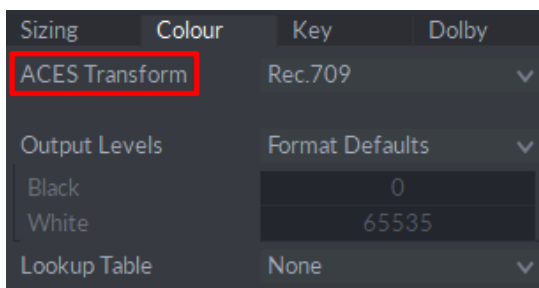 Sizing Colour Key Dolby
ACES Transform Rec.709
Output Levels Format Defaults
Black 0
White 65535
Lookup Table None